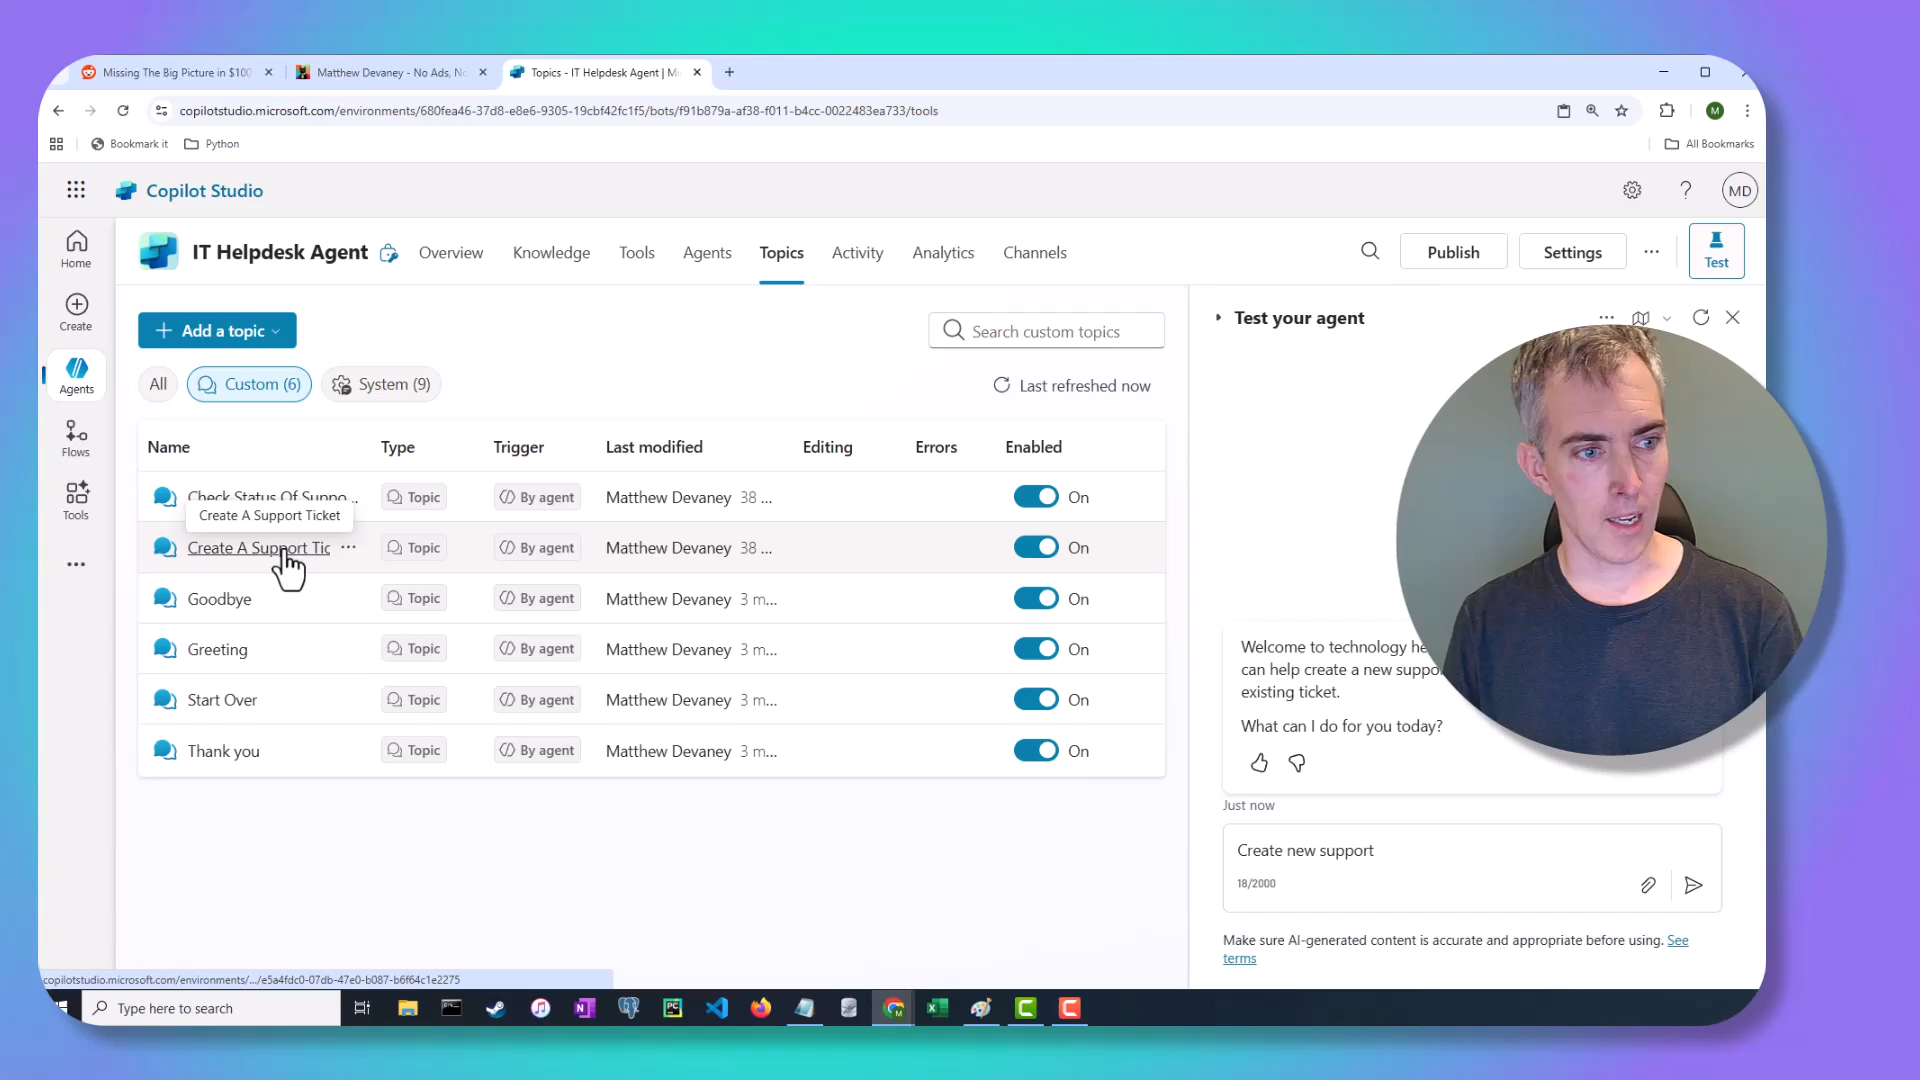 Missing The Big Picture in $100
Matthew Devaney - No Ads, No
Topics - IT Helpdesk Agent | Mi
copilotstudio.microsoft.com/environments/680fea46-37d8-e8e6-9305-19cbf42fc1f5/bots/f91b879a-af38-f011-b4cc-0022483ea733/tools
M
Bookmark it
Python
All Bookmarks
Copilot Studio
MD
Home
Create
Agents
Flows
Tools
IT Helpdesk Agent
Overview
Knowledge
Tools
Agents
Topics
Activity
Analytics
Channels
Publish
Settings
Test
Add a topic
Search custom topics
All
Custom (6)
System (9)
Last refreshed now
Name Type Trigger Last modified Editing Errors Enabled
Check Status Of Suppo... Topic By agent Matthew Devaney 38 ... On
Create A Support Ticket
Create A Support Tic Topic By agent Matthew Devaney 38 ... On
Goodbye Topic By agent Matthew Devaney 3 m... On
Greeting Topic By agent Matthew Devaney 3 m... On
Start Over Topic By agent Matthew Devaney 3 m... On
Thank you Topic By agent Matthew Devaney 3 m... On
Test your agent
Welcome to technology he
can help create a new suppo
existing ticket.
What can I do for you today?
Just now
Create new support
18/2000
Make sure AI-generated content is accurate and appropriate before using. See
terms
copilotstudio.microsoft.com/environments/.../e5a4fdc0-07db-47e0-b087-b6f64c1e2275
Type here to search